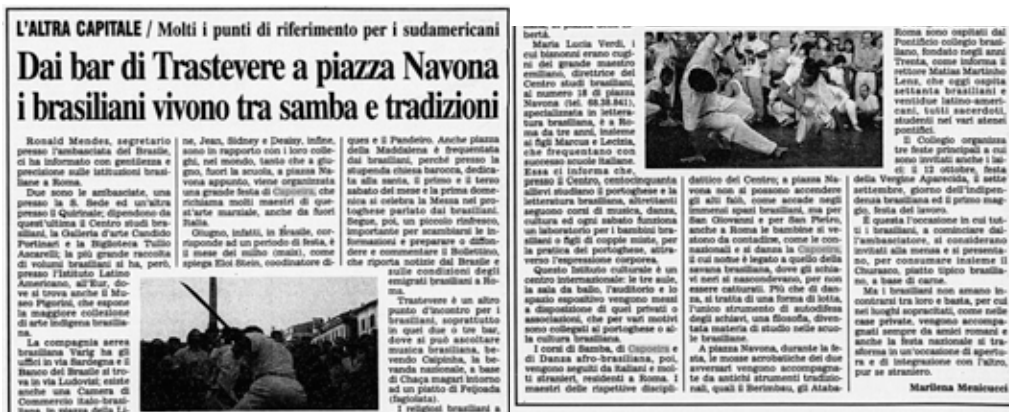 L'ALTRA CAPITALE / Molti i punti di riferimento per i sudamericani
Dai bar di Trastevere a piazza Navona
i brasiliani vivono tra samba e tradizioni
Ronald Mendes, segretario
presso l'ambasciata del Brasile,
ci ha informato con gentilezza e
precisione sulle istituzioni brasi-
liane a Roma.
Due sono le ambasciate, una
presso la S. Sede ed un'altra
presso il Quirinale; dipendono da
quest'ultima il Centro studi bra-
siliani, la Galleria d'arte Candido
Portinari e la Biglioteca Tullio
Ascarelli; la più grande raccolta
di volumi brasiliani si ha, però,
presso l'Istituto Latino
Americano, all'Eur, do-
ve si trova anche il Mu-
seo Pigorini, che espone
la maggiore collezione
di arte indigena brasilia-
na.
La compagnia aerea
brasiliana Varig ha gli
uffici in via Sardegna e il
Banco del Brasile si tro-
va in via Ludovisi; esiste
anche una Camera di
Commercio italo-brasi-
liana, in piazza della Li-
ne, Jean, Sidney e Deaizy, infine,
sono in rapporto con i loro colle-
ghi, nel mondo, tanto che a giu-
gno, fuori la scuola, a piazza Na-
vona appunto, viene organizzata
una grande festa di Capoeira, che
richiama molti maestri di que-
st'arte marziale, anche da fuori
Italia.
Giugno, infatti, in Brasile, cor-
risponde ad un periodo di festa, è
il mese del milho (mais), come
spiega Eloi Stein, coodinatore di-
ques e il Pandeiro. Anche piazza
della Maddalena è frequentata
dai brasiliani, perché presso la
stupenda chiesa barocca, dedica-
ta alla santa, il primo e il terzo
sabato del mese e la prima dome-
nica si celebra la Messa nel por-
toghese parlato dai brasiliani.
Segue, poi, un piccolo rinfresco,
importante per scambiarsi le in-
formazioni e preparare o diffon-
dere e commentare il Bollettino,
che riporta notizie dal Brasile e
sulle condizioni degli
emigrati brasiliani a Ro-
ma.
Trastevere è un altro
punto d'incontro per i
brasiliani, soprattutto
in quei due o tre bar,
dove si può ascoltare
musica brasiliana, be-
vendo Caipinha, la be-
vanda nazionale, a base
di Chaça magari intorno
ad un piatto di Feijoada
(fagiolata).
I religiosi brasiliani a
bertà.
Maria Lucia Verdi, i
cui bisnonni erano cugi-
ni del grande maestro
emiliano, direttrice del
Centro studi brasiliani,
al numero 18 di piazza
Navona (tel. 68.38.841),
specializzata in lettera-
tura brasiliana, è a Ro-
ma da tre anni, insieme
ai figli Marcus e Lecizia,
che frequentano con
successo scuole italiane.
Essa ci informa che,
presso il Centro, centocinquanta
allievi studiano il portoghese e la
letteratura brasiliana, altrettanti
seguono corsi di musica, danza,
cultura ed ogni sabato funziona
un laboratorio per i bambini bra-
siliani o figli di coppie miste, per
la pratica del portoghese, attra-
verso l'espressione corporea.
Questo Istituto culturale è un
centro internazionale: le tre aule,
la sala da ballo, l'auditorio e lo
spazio espositivo vengono messi
a disposizione di quei privati o
associazioni, che per vari motivi
sono collegati al portoghese o al-
la cultura brasiliana.
I corsi di Samba, di Capoeira e
di Danza afro-brasiliana, poi,
vengono seguiti da italiani e mol-
ti stranieri, residenti a Roma. I
maestri delle rispettive discipli-
dattico del Centro; a piazza Na-
vona non si possono accendere
gli alti falò, come accade negli
immensi spazi brasiliani, ma per
San Giovanni e per San Pietro,
anche a Roma le bambine si ve-
stono da contadine, come le con-
nazionali e si danza la Capoeira,
il cui nome è legato a quello della
savana brasiliana, dove gli schia-
vi neri si nascondevano, per non
essere catturati. Più che di dan-
za, si tratta di una forma di lotta,
l'unico strumento di autodifesa
degli schiavi, una filosofia, diven-
tata materia di studio nelle scuo-
le brasiliane.
A piazza Navona, durante la fe-
sta, le mosse acrobatiche dei due
avversari vengono accompagna-
te da antichi strumenti tradizio-
nali, quali il Berimbau, gli Ataba-
Roma sono ospitati dal
Pontificio collegio brasi-
liano, fondato negli anni
Trenta, come informa il
rettore Matias Martinho
Lenz, che oggi ospita
settanta brasiliani e
ventidue latino-ameri-
cani, tutti sacerdoti,
studenti nei vari atenei
pontifici.
Il Collegio organizza
tre feste principali a cui
sono invitati anche i lai-
ci: il 12 ottobre, festa
della Vergine Aparecida, il sette
settembre, giorno dell'indipen-
denza brasiliana ed il primo mag-
gio, festa del lavoro.
E questa l'occasione in cui tut-
ti i brasiliani, a cominciare dal-
l'ambasciatore, si considerano
invitati alla mensa e si presenta-
no, per consumare insieme il
Churasco, piatto tipico brasilia-
no, a base di carne.
Ma i brasiliani non amano in-
contrarsi tra loro e basta, per cui
nei luoghi sopracitati, come nelle
case private, vengono accompa-
gnati sempre da amici romani e
anche la festa nazionale si tra-
sforma in un'occasione di apertu-
ra e di integrazione con l'altro,
pur se straniero.
Marilena Menicucci